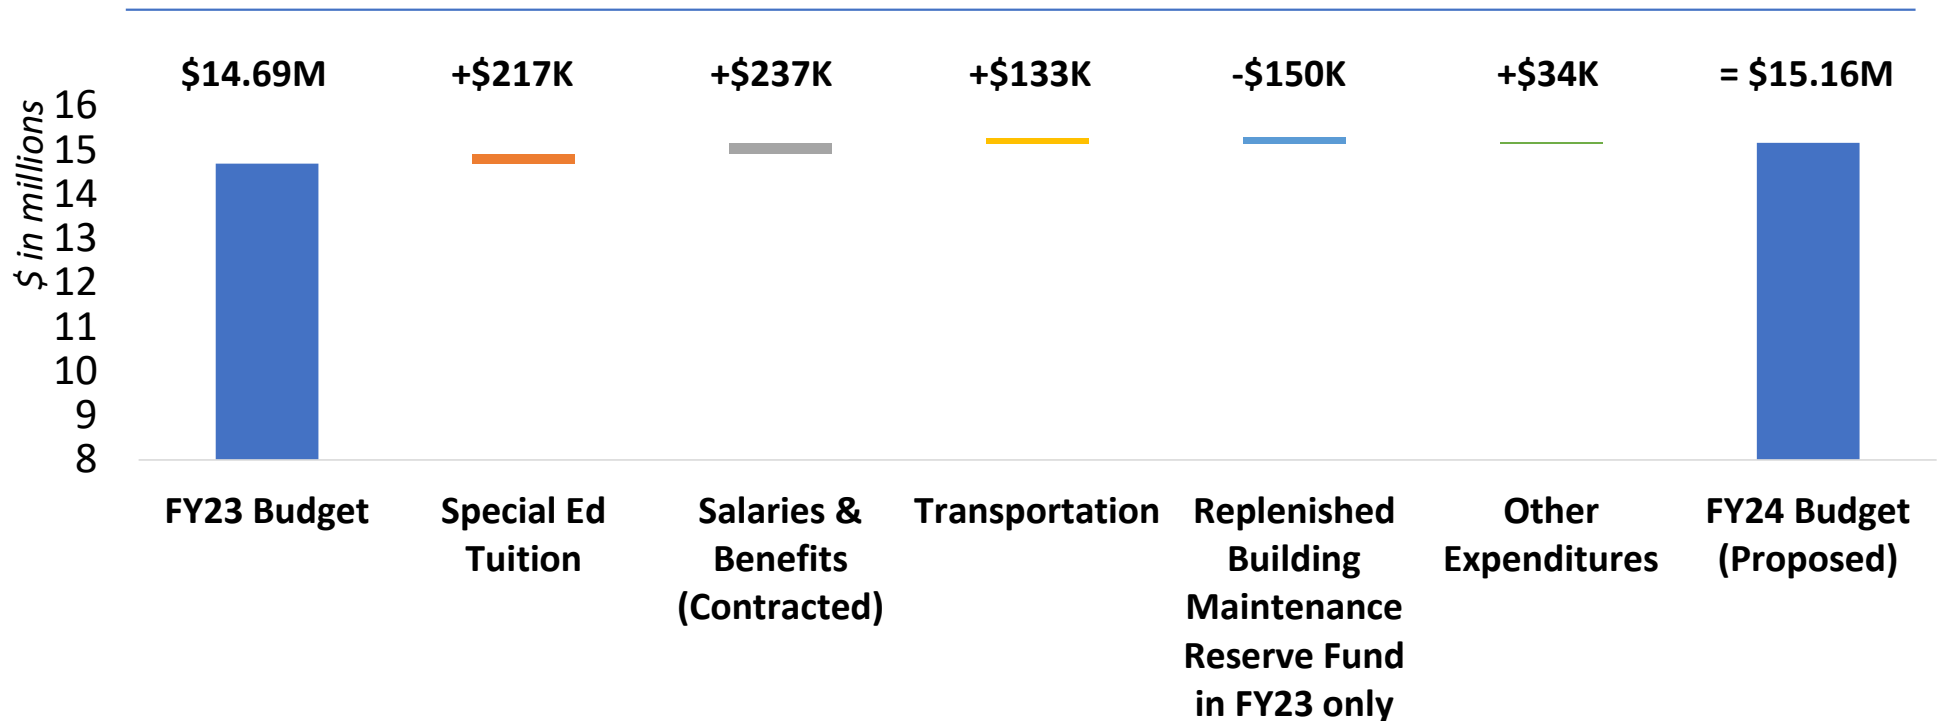 $14.69M +$217K +$237K +$133K -$150K +$34K = $15.16M
$ in millions
16
15
14
13
12
11
10
9
8
FY23 Budget
Special Ed
Tuition
Salaries &
Benefits
(Contracted)
Transportation
Replenished
Building
Maintenance
Reserve Fund
in FY23 only
Other
Expenditures
FY24 Budget
(Proposed)